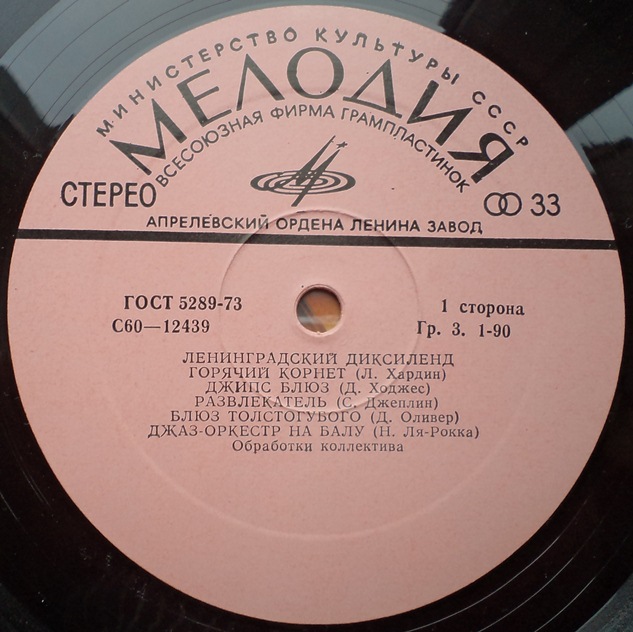 МИНИСТЕРСТВО КУЛЬТУРЫ СССР
МЕЛОДИЯ
ВСЕСОЮЗНАЯ ФИРМА ГРАМПЛАСТИНОК
СТЕРЕО
33
АПРЕЛЕВСКИЙ ОРДЕНА ЛЕНИНА ЗАВОД
ГОСТ 5289-73
1 сторона
С60—12439
Гр. 3. 1-90
ЛЕНИНГРАДСКИЙ ДИКСИЛЕНД
ГОРЯЧИЙ КОРНЕТ (Л. Хардин)
ДЖИПС БЛЮЗ (Д. Ходжес)
РАЗВЛЕКАТЕЛЬ (С. Джеплин)
БЛЮЗ ТОЛСТОГУБОГО (Д. Оливер)
ДЖАЗ-ОРКЕСТР НА БАЛУ (Н. Ля-Рокка)
Обработки коллектива